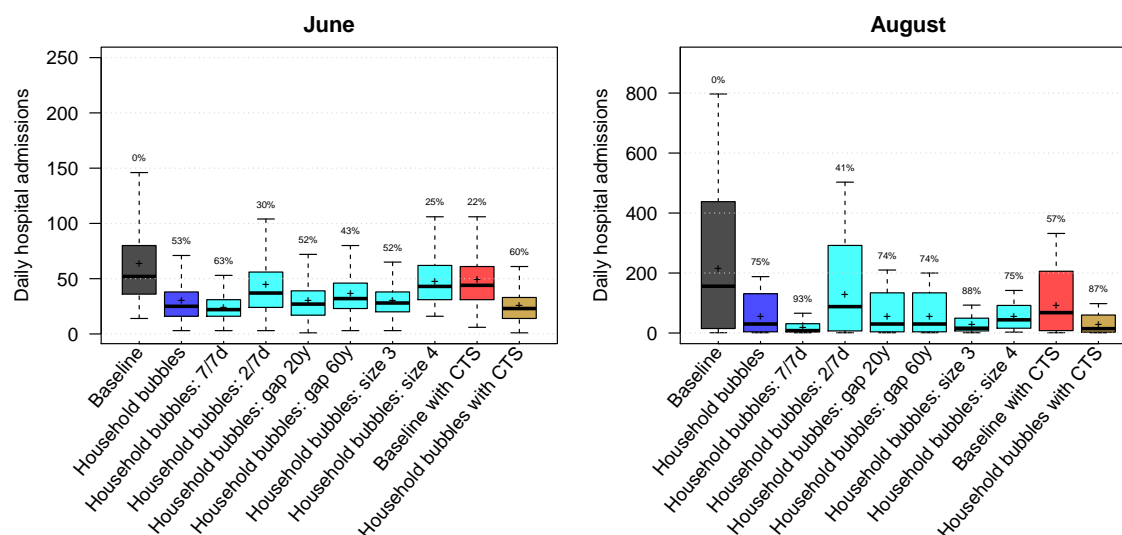 June
Daily hospital admissions
250
200
150
100
50
0
0%
53%
63%
30%
52%
43%
52%
25%
22%
60%
Baseline
Household bubbles
Household bubbles: 7/7d
Household bubbles: 2/7d
Household bubbles: gap 20y
Household bubbles: gap 60y
Household bubbles: size 3
Household bubbles: size 4
Baseline with CTS
Household bubbles with CTS
August
Daily hospital admissions
800
600
400
200
0
0%
75%
93%
41%
74%
74%
88%
75%
57%
87%
Baseline
Household bubbles
Household bubbles: 7/7d
Household bubbles: 2/7d
Household bubbles: gap 20y
Household bubbles: gap 60y
Household bubbles: size 3
Household bubbles: size 4
Baseline with CTS
Household bubbles with CTS